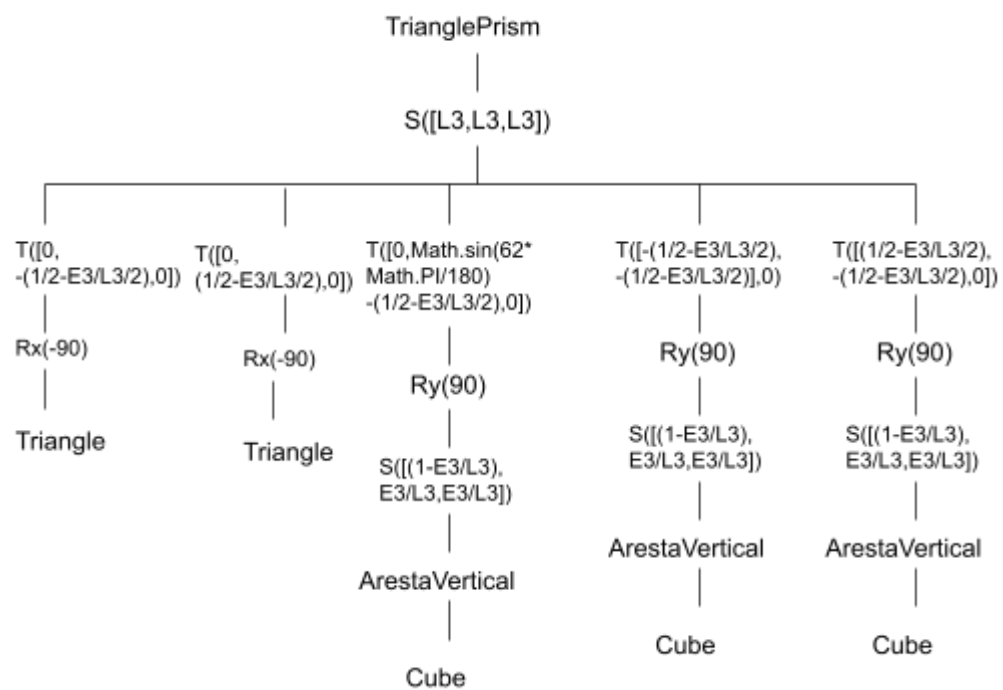 TrianglePrism
S([L3,L3,L3])
T([0,
-(1/2-E3/L3/2),0])
Rx(-90)
Triangle
T([0,
(1/2-E3/L3/2),0])
Rx(-90)
Triangle
T([0,Math.sin(62*
Math.PI/180)
-(1/2-E3/L3/2),0])
Ry(90)
S([(1-E3/L3),
E3/L3,E3/L3])
ArestaVertical
Cube
T([-(1/2-E3/L3/2),
-(1/2-E3/L3/2)],0)
Ry(90)
S([(1-E3/L3),
E3/L3,E3/L3])
ArestaVertical
Cube
T([(1/2-E3/L3/2),
-(1/2-E3/L3/2),0])
Ry(90)
S([(1-E3/L3),
E3/L3,E3/L3])
ArestaVertical
Cube